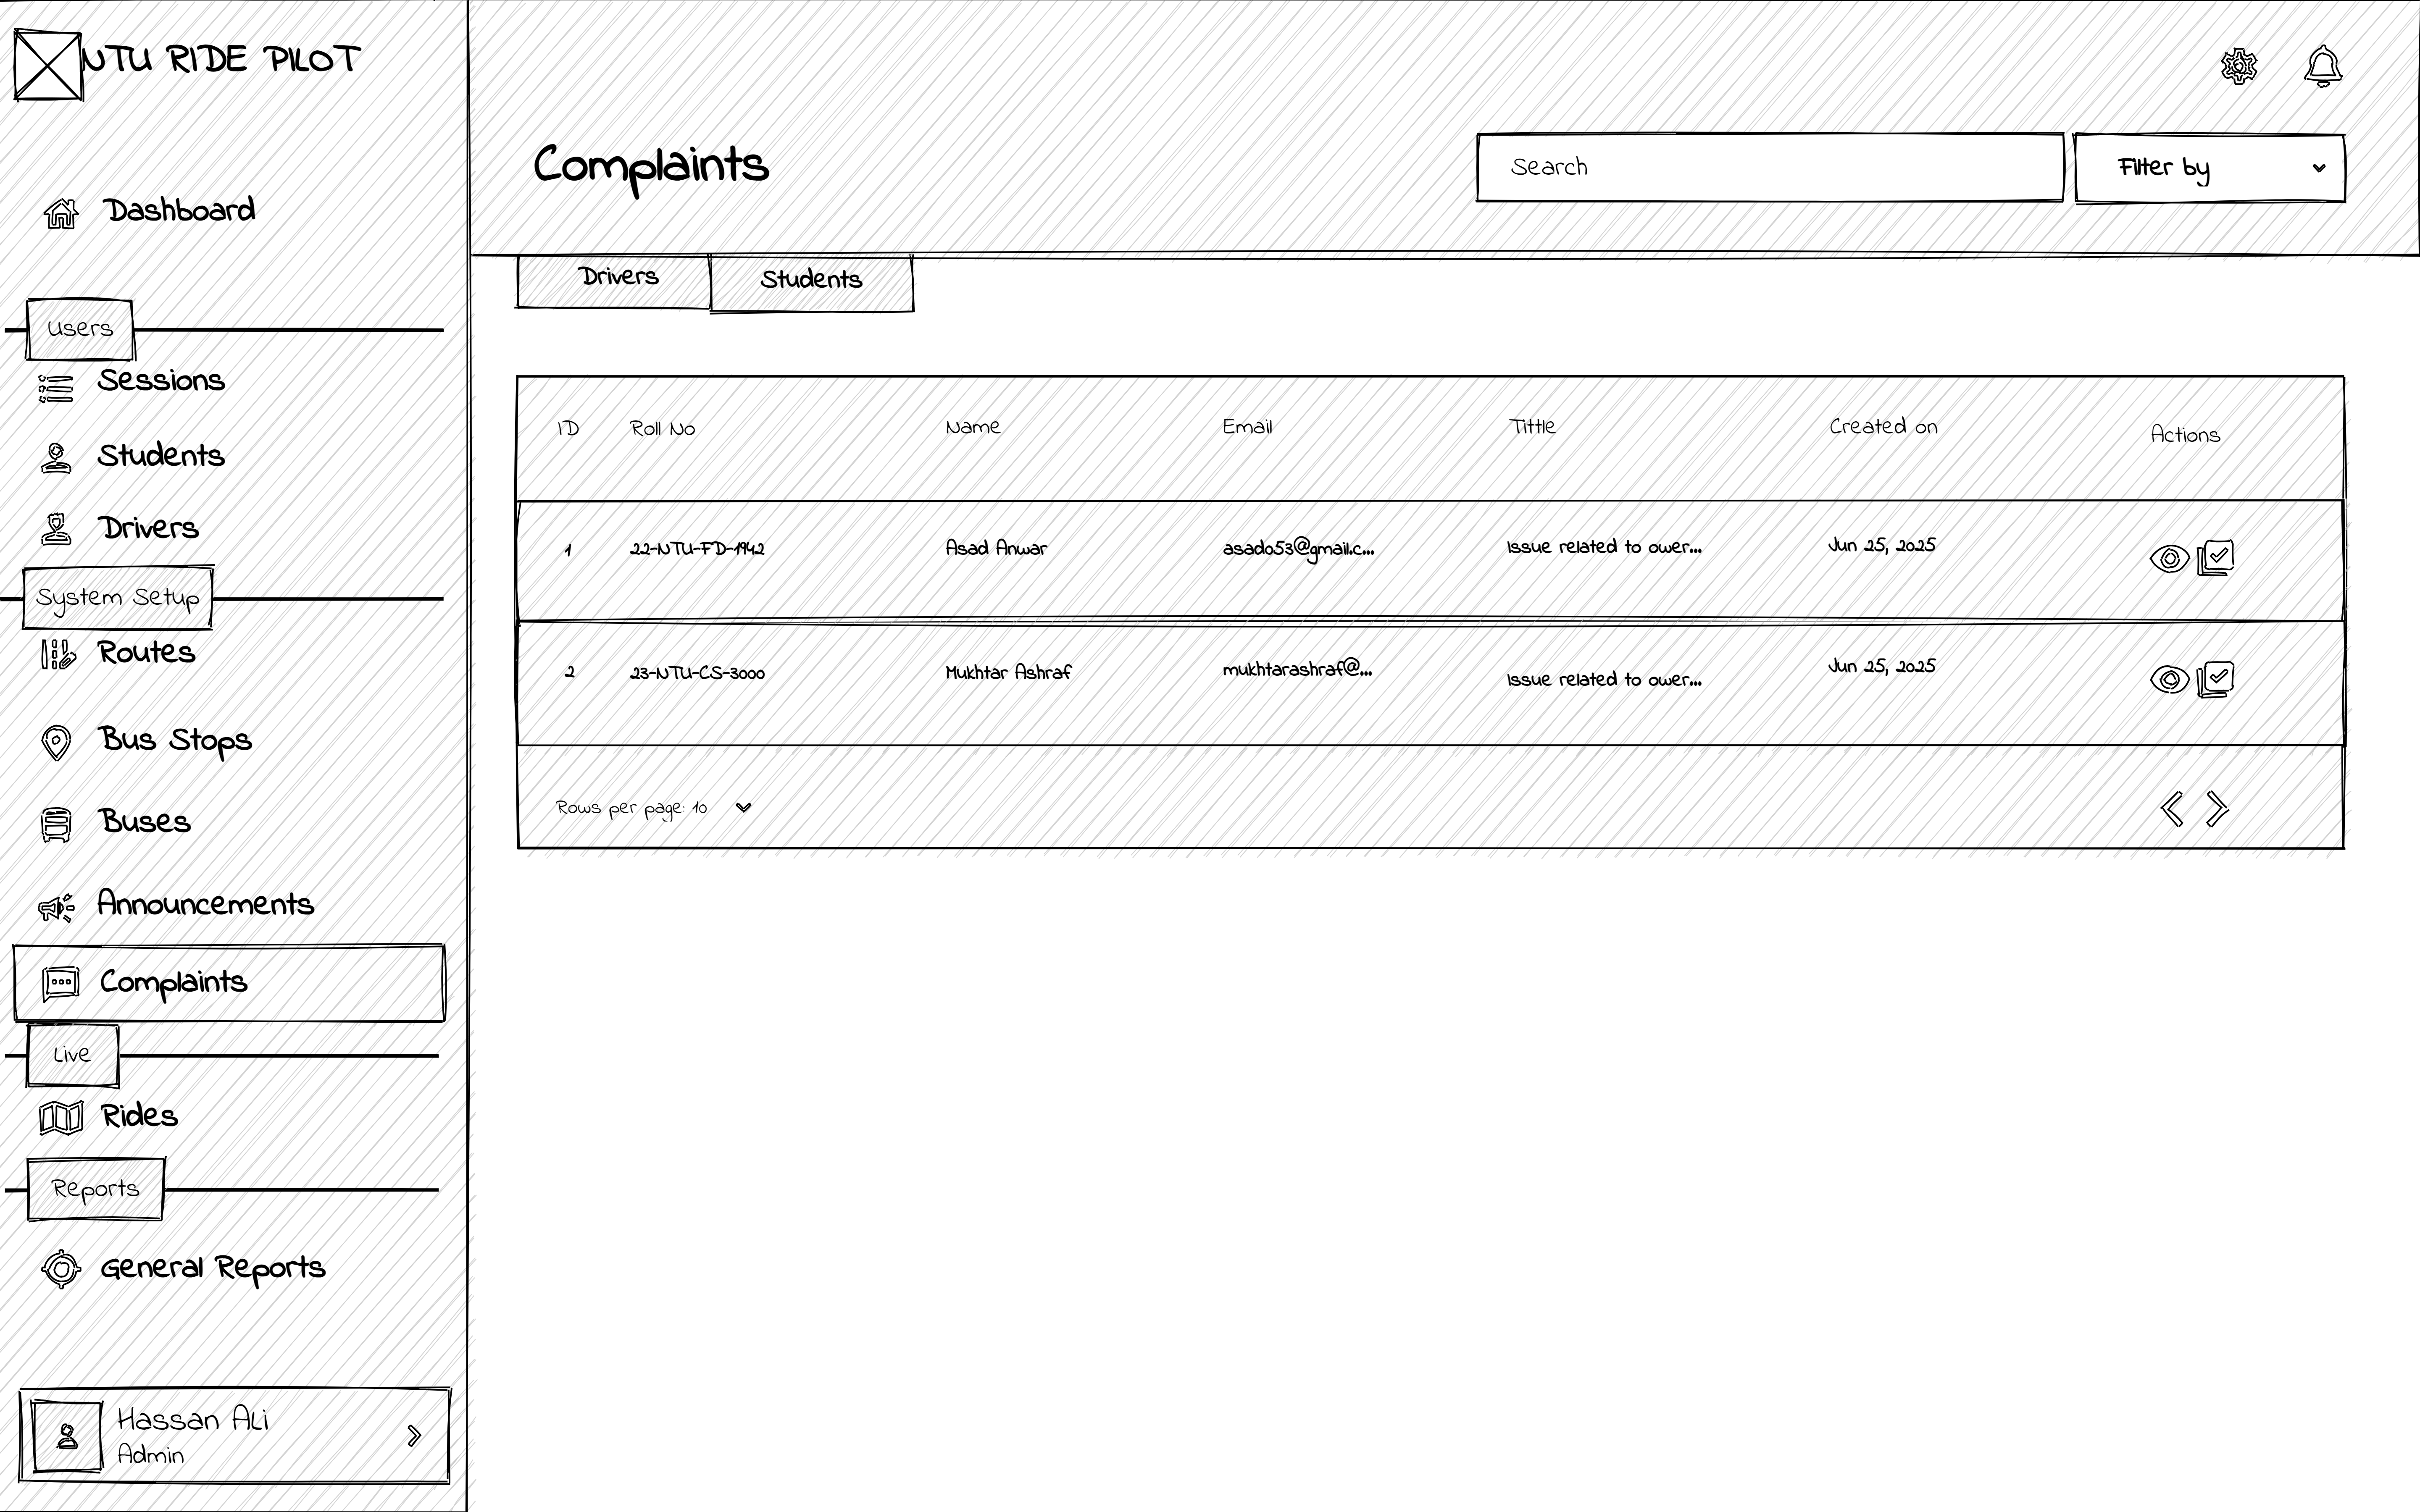 NTU RIDE PILOT
Dashboard
Users
Sessions
Students
Drivers
System Setup
Routes
Bus Stops
Buses
Announcements
Complaints
Live
Rides
Reports
General Reports
Hassan Ali
Admin
Complaints
Search
Filter by
Drivers Students
ID Roll No Name Email Tittle Created on Actions
1 22-NTU-FD-1942 Asad Anwar asad053@gmail.c... Issue related to ower... Jun 25, 2025
2 23-NTU-CS-3000 Mukhtar Ashraf mukhtarashraf@... Issue related to ower... Jun 25, 2025
Rows per page: 10